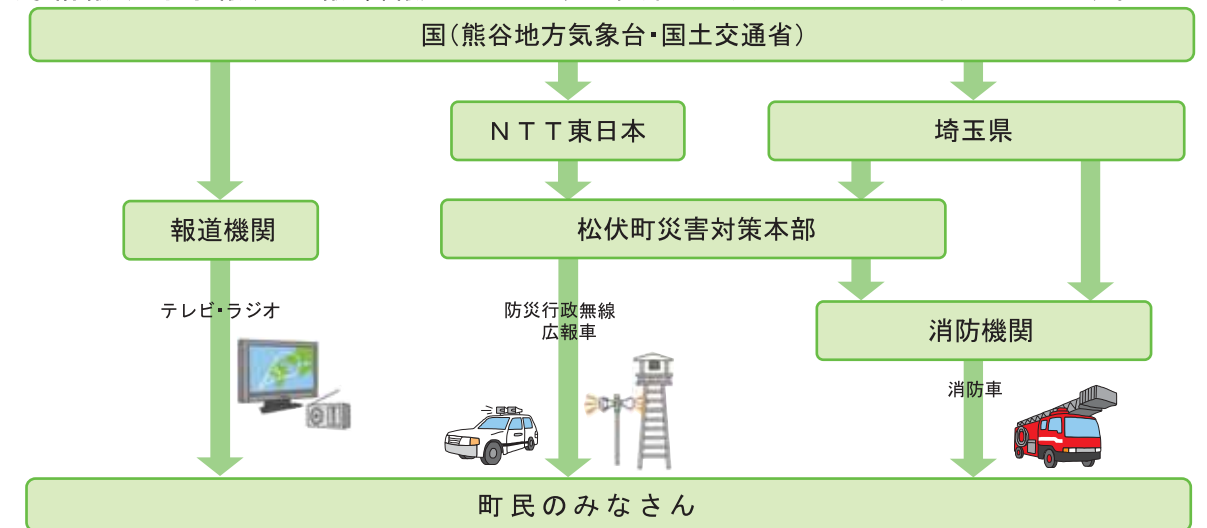 国(熊谷地方気象台・国土交通省)
NTT東日本
埼玉県
報道機関
松伏町災害対策本部
テレビ・ラジオ
防災行政無線
広報車
消防機関
消防車
町民のみなさん